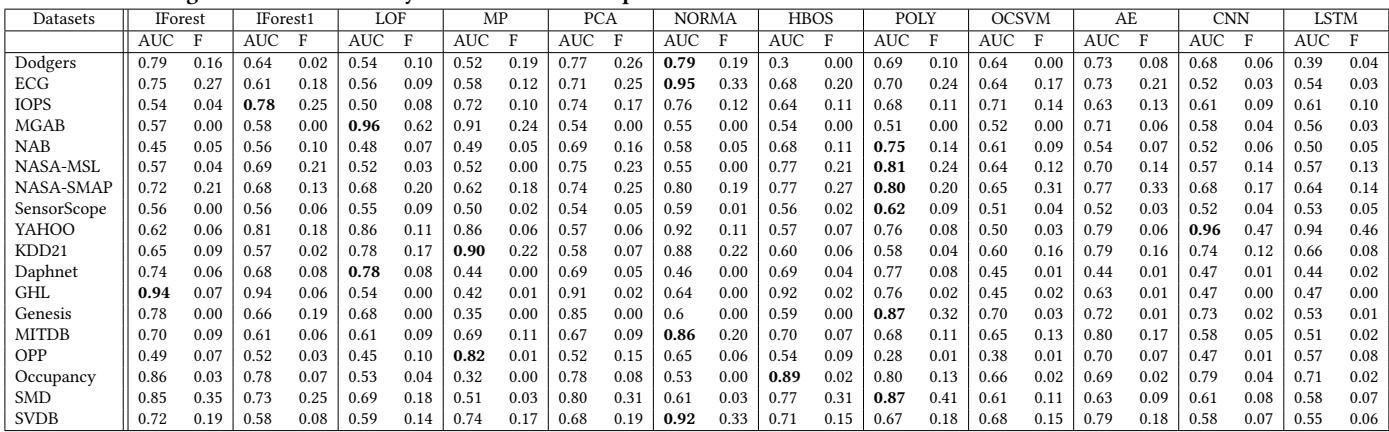 Datasets IForest IForest1 LOF MP PCA NORMA HBOS POLY OCSVM AE CNN LSTM
AUC F AUC F AUC F AUC F AUC F AUC F AUC F AUC F AUC F AUC F AUC F AUC F
Dodgers 0.79 0.16 0.64 0.02 0.54 0.10 0.52 0.19 0.77 0.26 0.79 0.19 0.3 0.00 0.69 0.10 0.64 0.00 0.73 0.08 0.68 0.06 0.39 0.04
ECG 0.75 0.27 0.61 0.18 0.56 0.09 0.58 0.12 0.71 0.25 0.95 0.33 0.68 0.20 0.70 0.24 0.64 0.17 0.73 0.21 0.52 0.03 0.54 0.03
IOPS 0.54 0.04 0.78 0.25 0.50 0.08 0.72 0.10 0.74 0.17 0.76 0.12 0.64 0.11 0.68 0.11 0.71 0.14 0.63 0.13 0.61 0.09 0.61 0.10
MGAB 0.57 0.00 0.58 0.00 0.96 0.62 0.91 0.24 0.54 0.00 0.55 0.00 0.54 0.00 0.51 0.00 0.52 0.00 0.71 0.06 0.58 0.04 0.56 0.03
NAB 0.45 0.05 0.56 0.10 0.48 0.07 0.49 0.05 0.69 0.16 0.58 0.05 0.68 0.11 0.75 0.14 0.61 0.09 0.54 0.07 0.52 0.06 0.50 0.05
NASA-MSL 0.57 0.04 0.69 0.21 0.52 0.03 0.52 0.00 0.75 0.23 0.55 0.00 0.77 0.21 0.81 0.24 0.64 0.12 0.70 0.14 0.57 0.14 0.57 0.13
NASA-SMAP 0.72 0.21 0.68 0.13 0.68 0.20 0.62 0.18 0.74 0.25 0.80 0.19 0.77 0.27 0.80 0.20 0.65 0.31 0.77 0.33 0.68 0.17 0.64 0.14
SensorScope 0.56 0.00 0.56 0.06 0.55 0.09 0.50 0.02 0.54 0.05 0.59 0.01 0.56 0.02 0.62 0.09 0.51 0.04 0.52 0.03 0.52 0.04 0.53 0.05
YAHOO 0.62 0.06 0.81 0.18 0.86 0.11 0.86 0.06 0.57 0.06 0.92 0.11 0.57 0.07 0.76 0.08 0.50 0.03 0.79 0.06 0.96 0.47 0.94 0.46
KDD21 0.65 0.09 0.57 0.02 0.78 0.17 0.90 0.22 0.58 0.07 0.88 0.22 0.60 0.06 0.58 0.04 0.60 0.16 0.79 0.16 0.74 0.12 0.66 0.08
Daphnet 0.74 0.06 0.68 0.08 0.78 0.08 0.44 0.00 0.69 0.05 0.46 0.00 0.69 0.04 0.77 0.08 0.45 0.01 0.44 0.01 0.47 0.01 0.44 0.02
GHL 0.94 0.07 0.94 0.06 0.54 0.00 0.42 0.01 0.91 0.02 0.64 0.00 0.92 0.02 0.76 0.02 0.45 0.02 0.63 0.01 0.47 0.00 0.47 0.00
Genesis 0.78 0.00 0.66 0.19 0.68 0.00 0.35 0.00 0.85 0.00 0.6 0.00 0.59 0.00 0.87 0.32 0.70 0.03 0.72 0.01 0.73 0.02 0.53 0.01
MITDB 0.70 0.09 0.61 0.06 0.61 0.09 0.69 0.11 0.67 0.09 0.86 0.20 0.70 0.07 0.68 0.11 0.65 0.13 0.80 0.17 0.58 0.05 0.51 0.02
OPP 0.49 0.07 0.52 0.03 0.45 0.10 0.82 0.01 0.52 0.15 0.65 0.06 0.54 0.09 0.28 0.01 0.38 0.01 0.70 0.07 0.47 0.01 0.57 0.08
Occupancy 0.86 0.03 0.78 0.07 0.53 0.04 0.32 0.00 0.78 0.08 0.53 0.00 0.89 0.02 0.80 0.13 0.66 0.02 0.69 0.02 0.79 0.04 0.71 0.02
SMD 0.85 0.35 0.73 0.25 0.69 0.18 0.51 0.03 0.80 0.31 0.61 0.03 0.77 0.31 0.87 0.41 0.61 0.11 0.63 0.09 0.61 0.08 0.58 0.07
SVDB 0.72 0.19 0.58 0.08 0.59 0.14 0.74 0.17 0.68 0.19 0.92 0.33 0.71 0.15 0.67 0.18 0.68 0.15 0.79 0.18 0.58 0.07 0.55 0.06